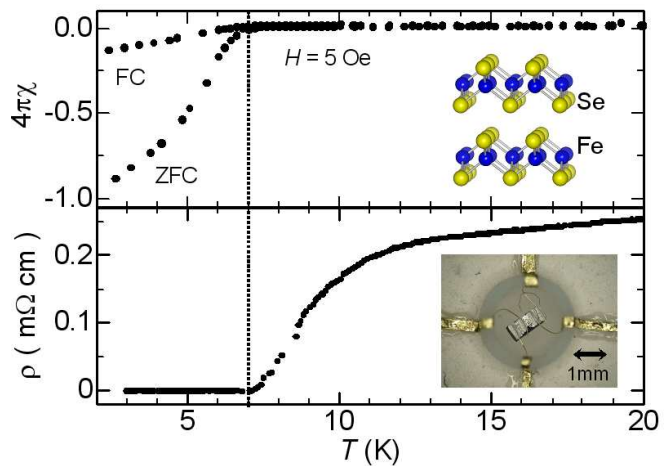 0.0
FC
H = 5 Oe
4πχ
-0.5
Se
Fe
ZFC
-1.0
0.2
ρ ( mΩ cm )
0.1
1mm
0
5
10
15
20
T (K)